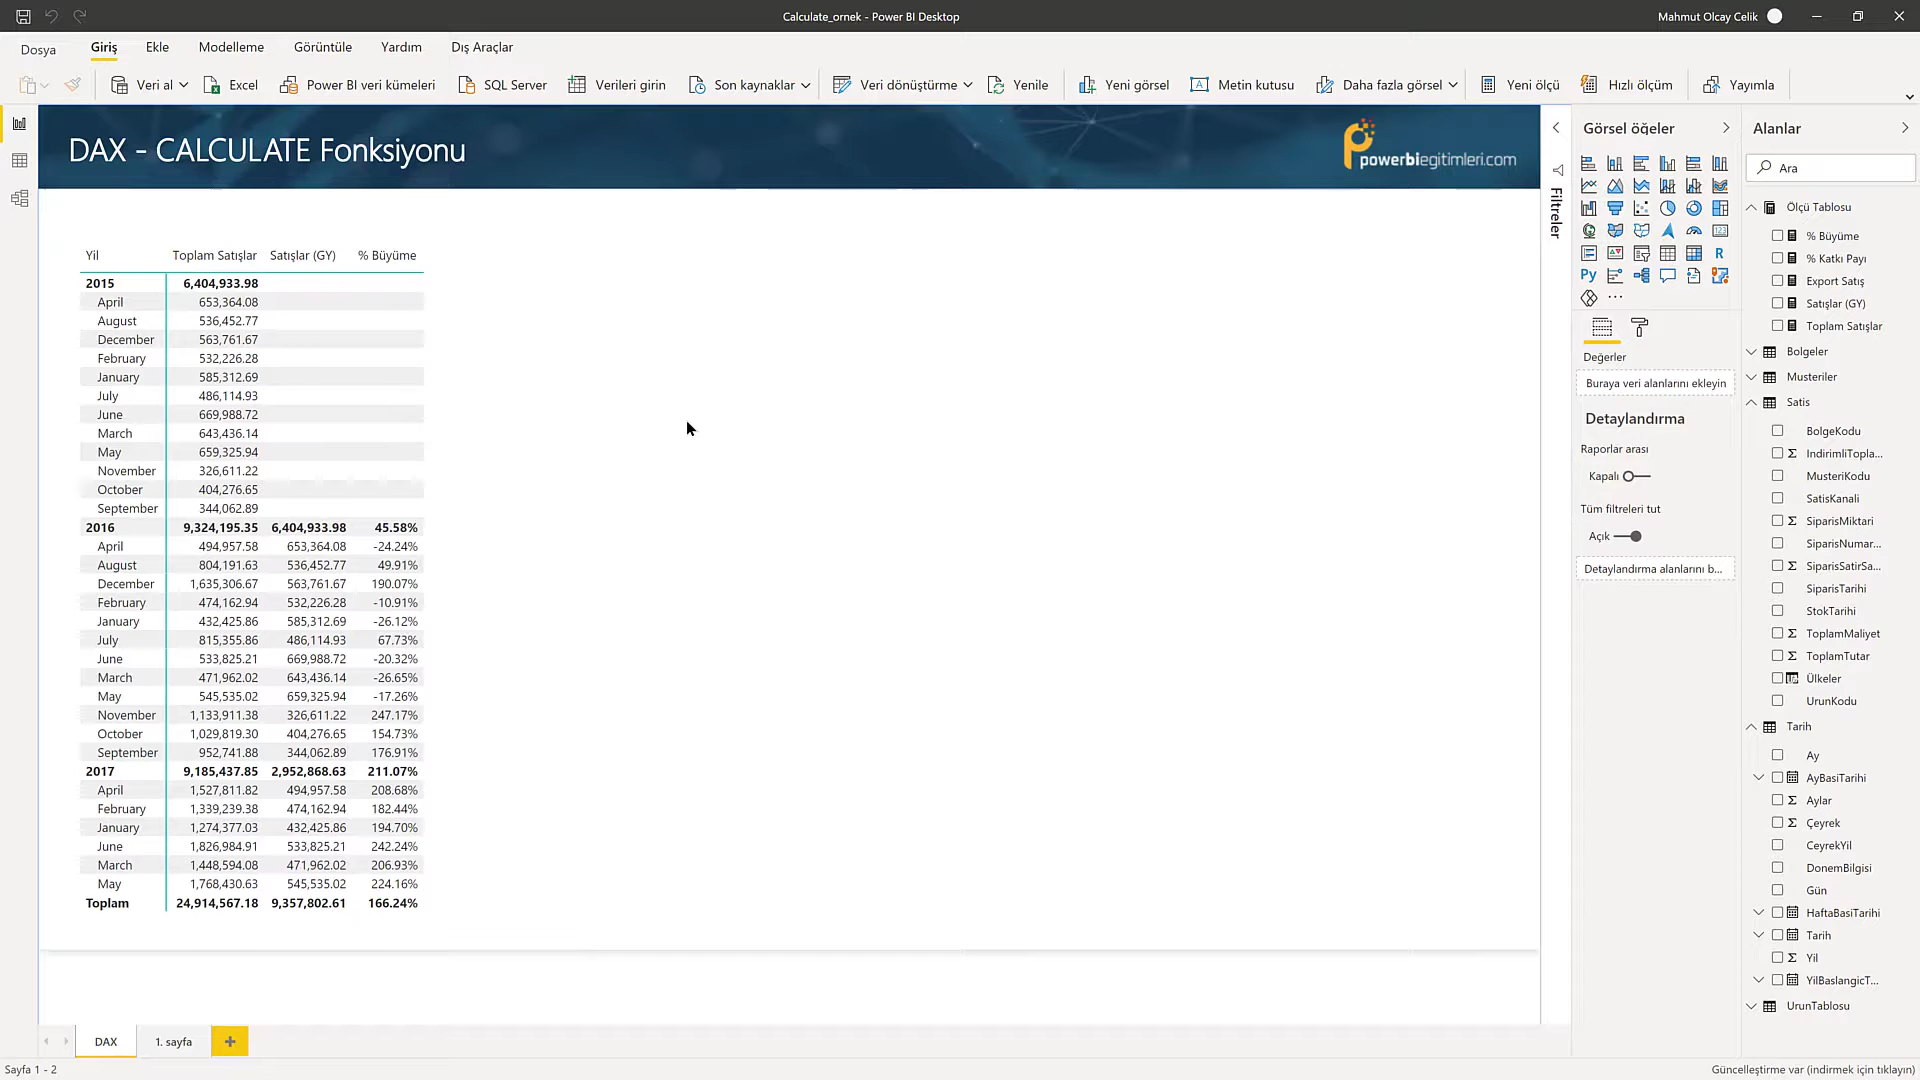 Calculate_ornek - Power BI Desktop
Mahmut Olcay Celik
Dosya
Giriş
Ekle
Modelleme
Görüntüle
Yardım
Dış Araçlar
Veri al
Excel
Power BI veri kümeleri
SQL Server
Verileri girin
Son kaynaklar
Veri dönüştürme
Yenile
Yeni görsel
Metin kutusu
Daha fazla görsel
Yeni ölçü
Hızlı ölçüm
Yayımla
DAX - CALCULATE Fonksiyonu
powerbiegitimleri.com
Yil Toplam Satışlar Satışlar (GY) % Büyüme
2015 6,404,933.98
April 653,364.08
August 536,452.77
December 563,761.67
February 532,226.28
January 585,312.69
July 486,114.93
June 669,988.72
March 643,436.14
May 659,325.94
November 326,611.22
October 404,276.65
September 344,062.89
2016 9,324,195.35 6,404,933.98 45.58%
April 494,957.58 653,364.08 -24.24%
August 804,191.63 536,452.77 49.91%
December 1,635,306.67 563,761.67 190.07%
February 474,162.94 532,226.28 -10.91%
January 432,425.86 585,312.69 -26.12%
July 815,355.86 486,114.93 67.73%
June 533,825.21 669,988.72 -20.32%
March 471,962.02 643,436.14 -26.65%
May 545,535.02 659,325.94 -17.26%
November 1,133,911.38 326,611.22 247.17%
October 1,029,819.30 404,276.65 154.73%
September 952,741.88 344,062.89 176.91%
2017 9,185,437.85 2,952,868.63 211.07%
April 1,527,811.82 494,957.58 208.68%
February 1,339,239.38 474,162.94 182.44%
January 1,274,377.03 432,425.86 194.70%
June 1,826,984.91 533,825.21 242.24%
March 1,448,594.08 471,962.02 206.93%
May 1,768,430.63 545,535.02 224.16%
Toplam 24,914,567.18 9,357,802.61 166.24%
Filtreler
Görsel öğeler
R
Py
Değerler
Buraya veri alanlarını ekleyin
Detaylandırma
Raporlar arası
Kapalı
Tüm filtreleri tut
Açık
Detaylandırma alanlarını b...
Alanlar
Ara
Ölçü Tablosu
% Büyüme
% Katkı Payı
Export Satış
Satışlar (GY)
Toplam Satışlar
Bolgeler
Musteriler
Satis
BolgeKodu
IndirimliTopla...
MusteriKodu
SatisKanali
SiparisMiktari
SiparisNumar...
SiparisSatirSa...
SiparisTarihi
StokTarihi
ToplamMaliyet
ToplamTutar
Ülkeler
UrunKodu
Tarih
Ay
AyBasiTarihi
Aylar
Çeyrek
CeyrekYil
DonemBilgisi
Gün
HaftaBasiTarihi
Tarih
Yil
YilBaslangicT...
UrunTablosu
DAX
1. sayfa
Sayfa 1 - 2
Güncelleştirme var (indirmek için tıklayın)